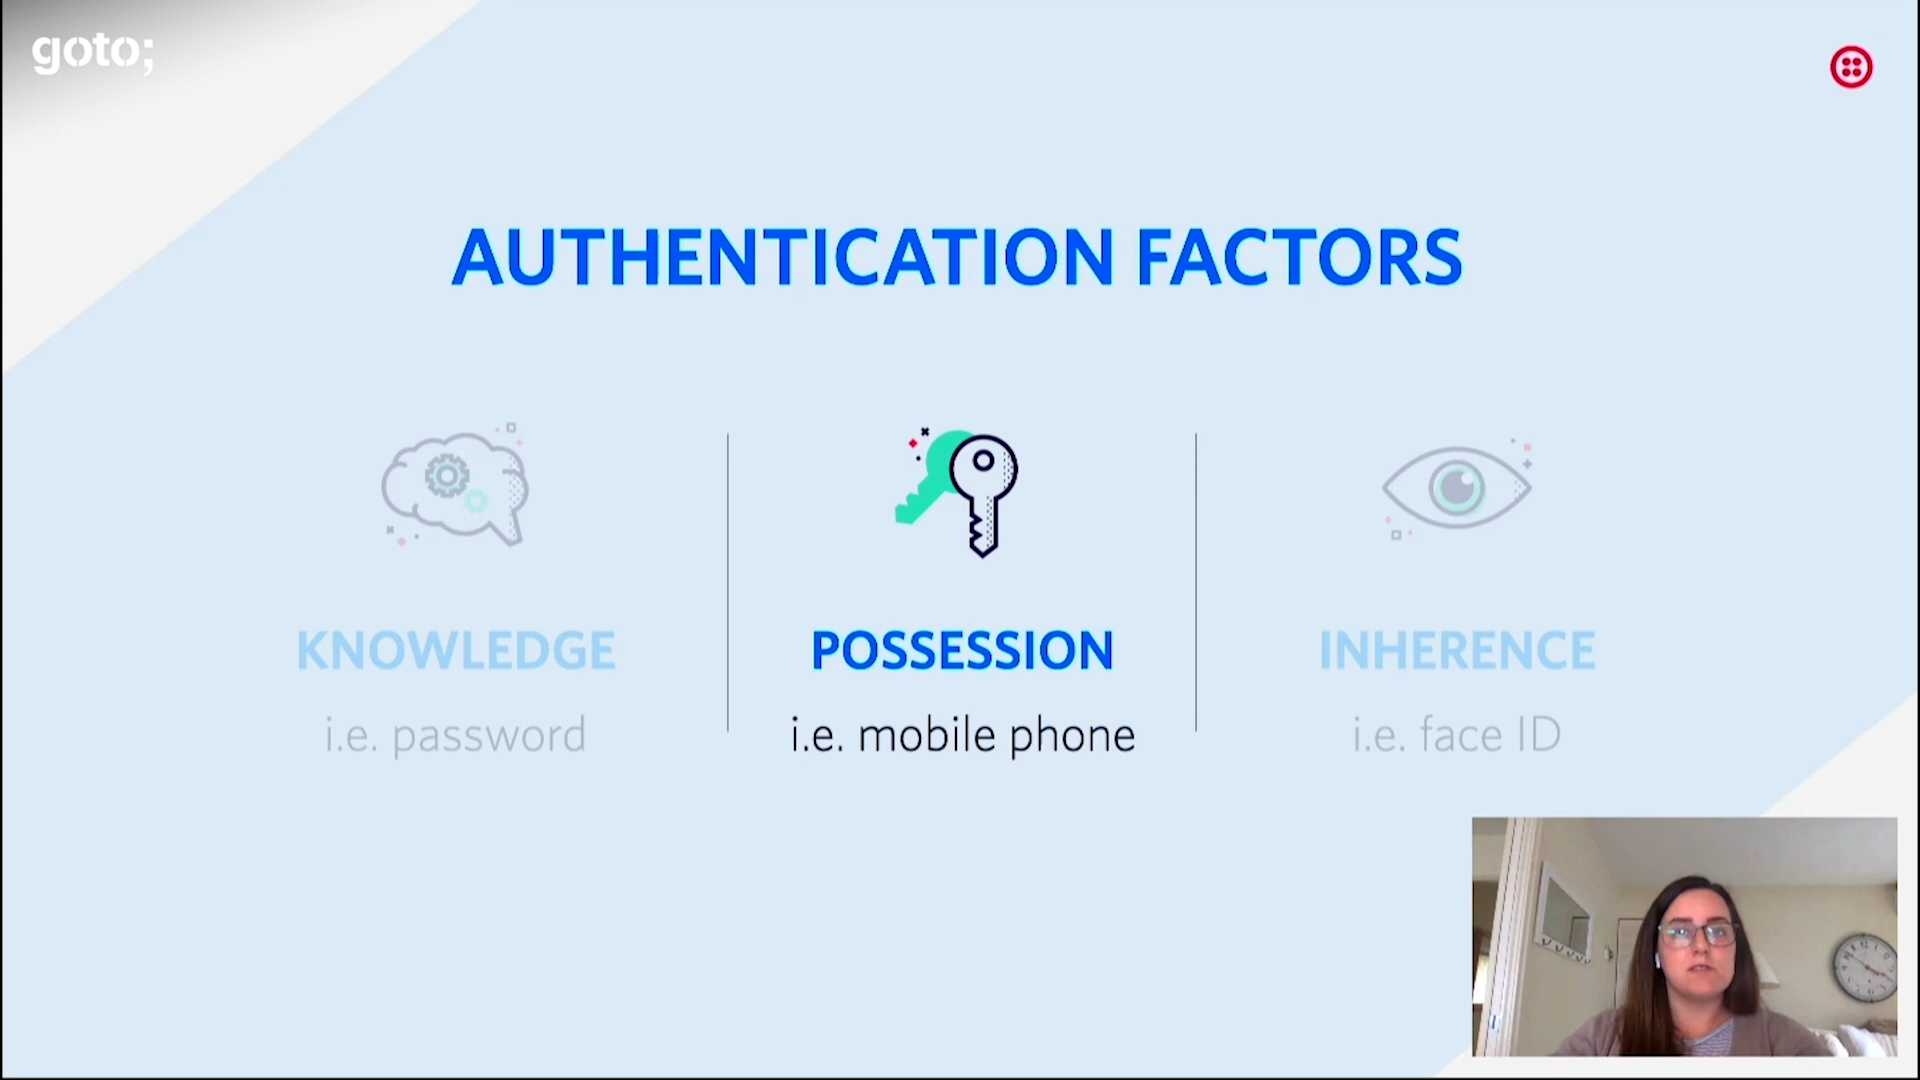 goto;
AUTHENTICATION FACTORS
KNOWLEDGE
i.e. password
POSSESSION
i.e. mobile phone
INHERENCE
i.e. face ID